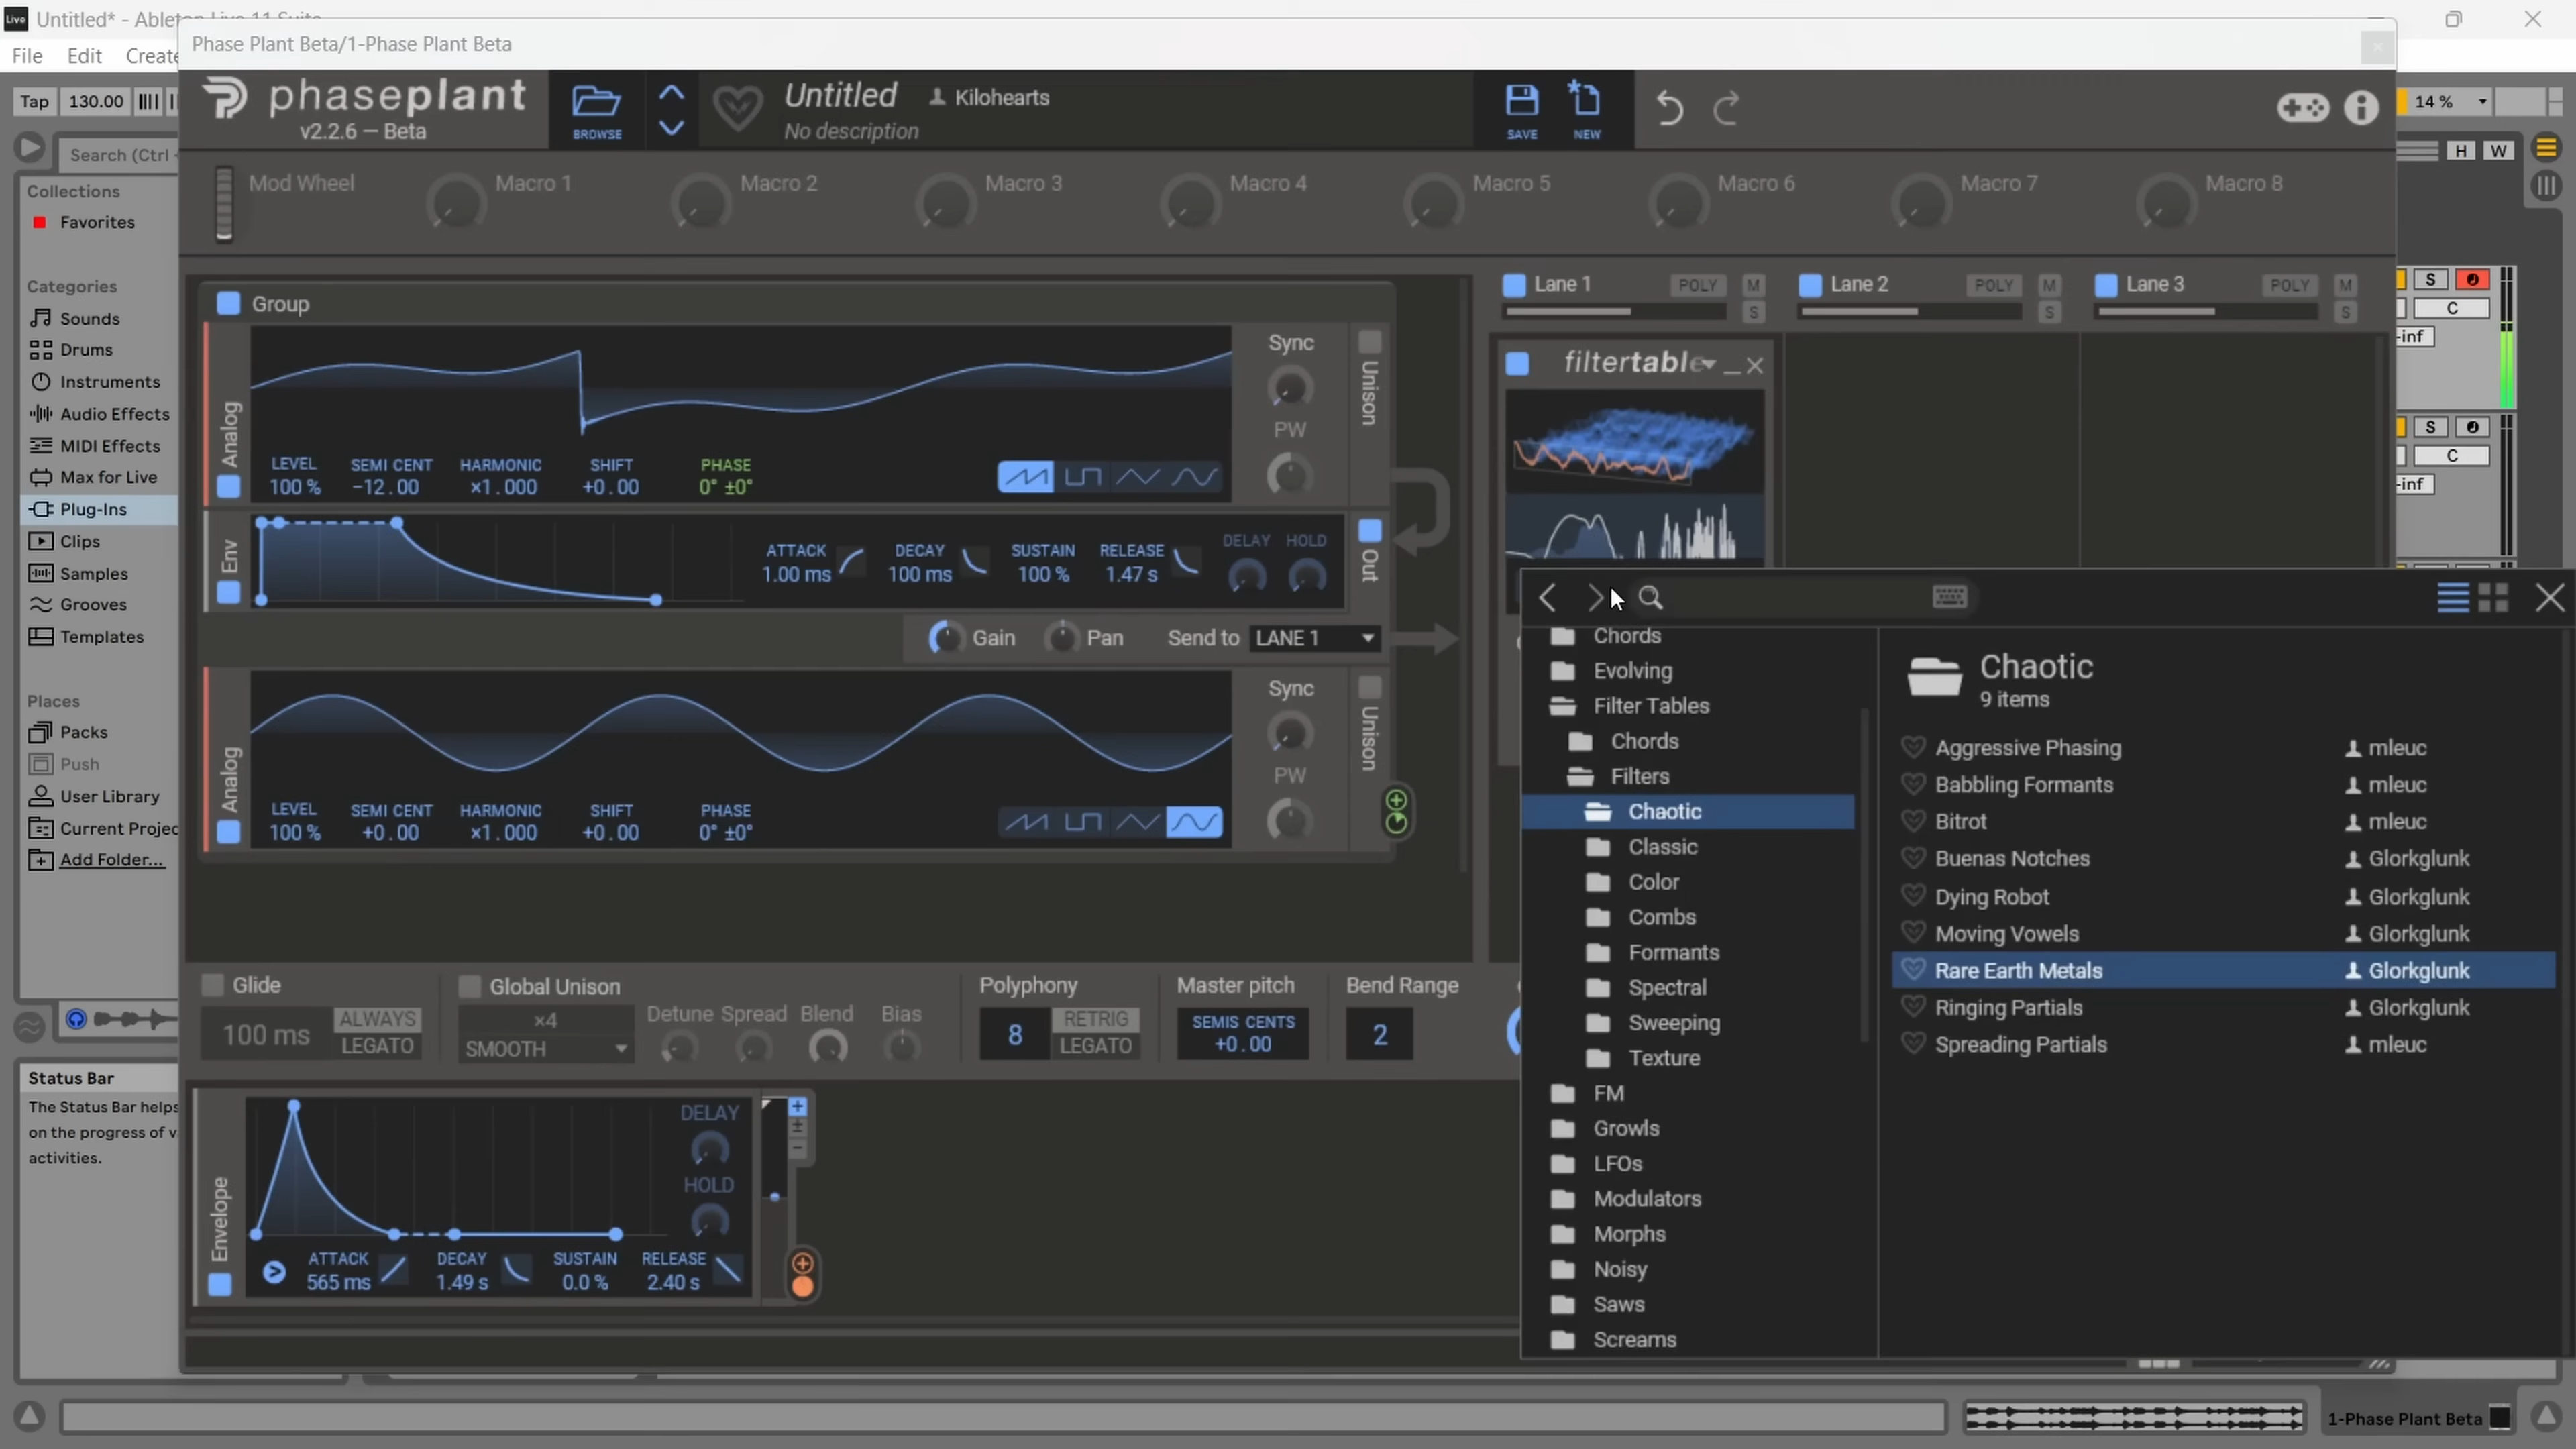 Live Untitled* - Ableton Live 11 Suite
File Edit Create
Phase Plant Beta/1-Phase Plant Beta
phaseplant
v2.2.6 — Beta
BROWSE
Untitled Kilohearts
No description
SAVE NEW
Tap 130.00
14 %
H W
Search (Ctrl
Mod Wheel Macro 1 Macro 2 Macro 3 Macro 4 Macro 5 Macro 6 Macro 7 Macro 8
Collections
Favorites
Categories
Sounds
Drums
Instruments
Audio Effects
MIDI Effects
Max for Live
Plug-Ins
Clips
Samples
Grooves
Templates
Places
Packs
Push
User Library
Current Projec
Add Folder...
Status Bar
The Status Bar helps
on the progress of v
activities.
Group
Analog
Sync
PW
Unison
LEVEL SEMI CENT HARMONIC SHIFT PHASE
100 % -12.00 ×1.000 +0.00 0° ±0°
Env
ATTACK DECAY SUSTAIN RELEASE DELAY HOLD
1.00 ms 100 ms 100 % 1.47 s
Out
Gain Pan Send to LANE 1
Analog
Sync
PW
Unison
LEVEL SEMI CENT HARMONIC SHIFT PHASE
100 % +0.00 ×1.000 +0.00 0° ±0°
Lane 1 POLY M S
Lane 2 POLY M S
Lane 3 POLY M S
filtertable
S
C
-inf
S
C
-inf
Glide
100 ms ALWAYS
LEGATO
Global Unison
×4
SMOOTH
Detune Spread Blend Bias
Polyphony
8 RETRIG
LEGATO
Master pitch
SEMIS CENTS
+0.00
Bend Range
2
Envelope
DELAY
HOLD
ATTACK DECAY SUSTAIN RELEASE
565 ms 1.49 s 0.0 % 2.40 s
Chords
Evolving
Filter Tables
Chords
Filters
Chaotic
Classic
Color
Combs
Formants
Spectral
Sweeping
Texture
FM
Growls
LFOs
Modulators
Morphs
Noisy
Saws
Screams
Chaotic
9 items
Aggressive Phasing mleuc
Babbling Formants mleuc
Bitrot mleuc
Buenas Notches Glorkglunk
Dying Robot Glorkglunk
Moving Vowels Glorkglunk
Rare Earth Metals Glorkglunk
Ringing Partials Glorkglunk
Spreading Partials mleuc
1-Phase Plant Beta